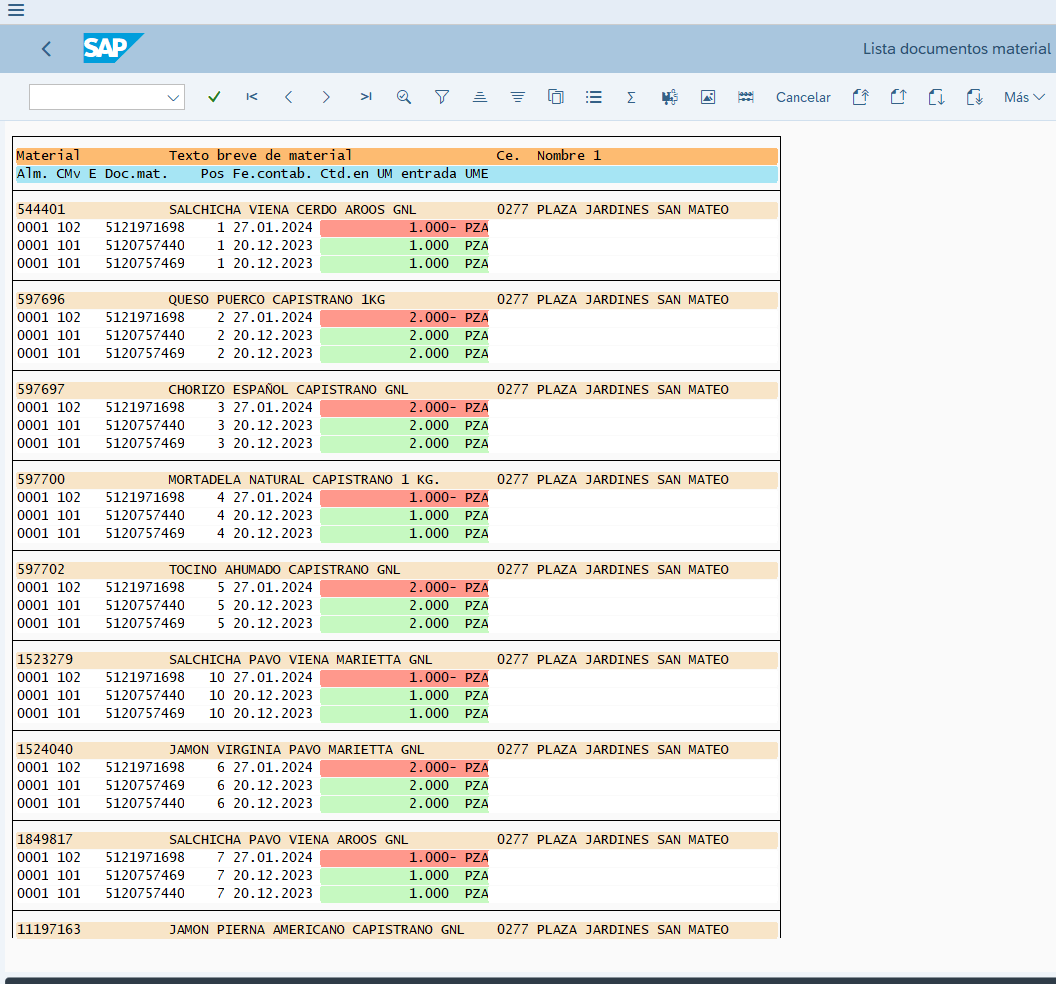 SAP
Lista documentos material
Cancelar
Más
Material Texto breve de material Ce. Nombre 1
Alm. CMv E Doc.mat. Pos Fe.contab. Ctd.en UM entrada UME
544401 SALCHICHA VIENA CERDO AROOS GNL 0277 PLAZA JARDINES SAN MATEO
0001 102 5121971698 1 27.01.2024 1.000- PZA
0001 101 5120757440 1 20.12.2023 1.000 PZA
0001 101 5120757469 1 20.12.2023 1.000 PZA
597696 QUESO PUERCO CAPISTRANO 1KG 0277 PLAZA JARDINES SAN MATEO
0001 102 5121971698 2 27.01.2024 2.000- PZA
0001 101 5120757440 2 20.12.2023 2.000 PZA
0001 101 5120757469 2 20.12.2023 2.000 PZA
597697 CHORIZO ESPAÑOL CAPISTRANO GNL 0277 PLAZA JARDINES SAN MATEO
0001 102 5121971698 3 27.01.2024 2.000- PZA
0001 101 5120757440 3 20.12.2023 2.000 PZA
0001 101 5120757469 3 20.12.2023 2.000 PZA
597700 MORTADELA NATURAL CAPISTRANO 1 KG. 0277 PLAZA JARDINES SAN MATEO
0001 102 5121971698 4 27.01.2024 1.000- PZA
0001 101 5120757440 4 20.12.2023 1.000 PZA
0001 101 5120757469 4 20.12.2023 1.000 PZA
597702 TOCINO AHUMADO CAPISTRANO GNL 0277 PLAZA JARDINES SAN MATEO
0001 102 5121971698 5 27.01.2024 2.000- PZA
0001 101 5120757440 5 20.12.2023 2.000 PZA
0001 101 5120757469 5 20.12.2023 2.000 PZA
1523279 SALCHICHA PAVO VIENA MARIETTA GNL 0277 PLAZA JARDINES SAN MATEO
0001 102 5121971698 10 27.01.2024 1.000- PZA
0001 101 5120757440 10 20.12.2023 1.000 PZA
0001 101 5120757469 10 20.12.2023 1.000 PZA
1524040 JAMON VIRGINIA PAVO MARIETTA GNL 0277 PLAZA JARDINES SAN MATEO
0001 102 5121971698 6 27.01.2024 2.000- PZA
0001 101 5120757469 6 20.12.2023 2.000 PZA
0001 101 5120757440 6 20.12.2023 2.000 PZA
1849817 SALCHICHA PAVO VIENA AROOS GNL 0277 PLAZA JARDINES SAN MATEO
0001 102 5121971698 7 27.01.2024 1.000- PZA
0001 101 5120757469 7 20.12.2023 1.000 PZA
0001 101 5120757440 7 20.12.2023 1.000 PZA
11197163 JAMON PIERNA AMERICANO CAPISTRANO GNL 0277 PLAZA JARDINES SAN MATEO